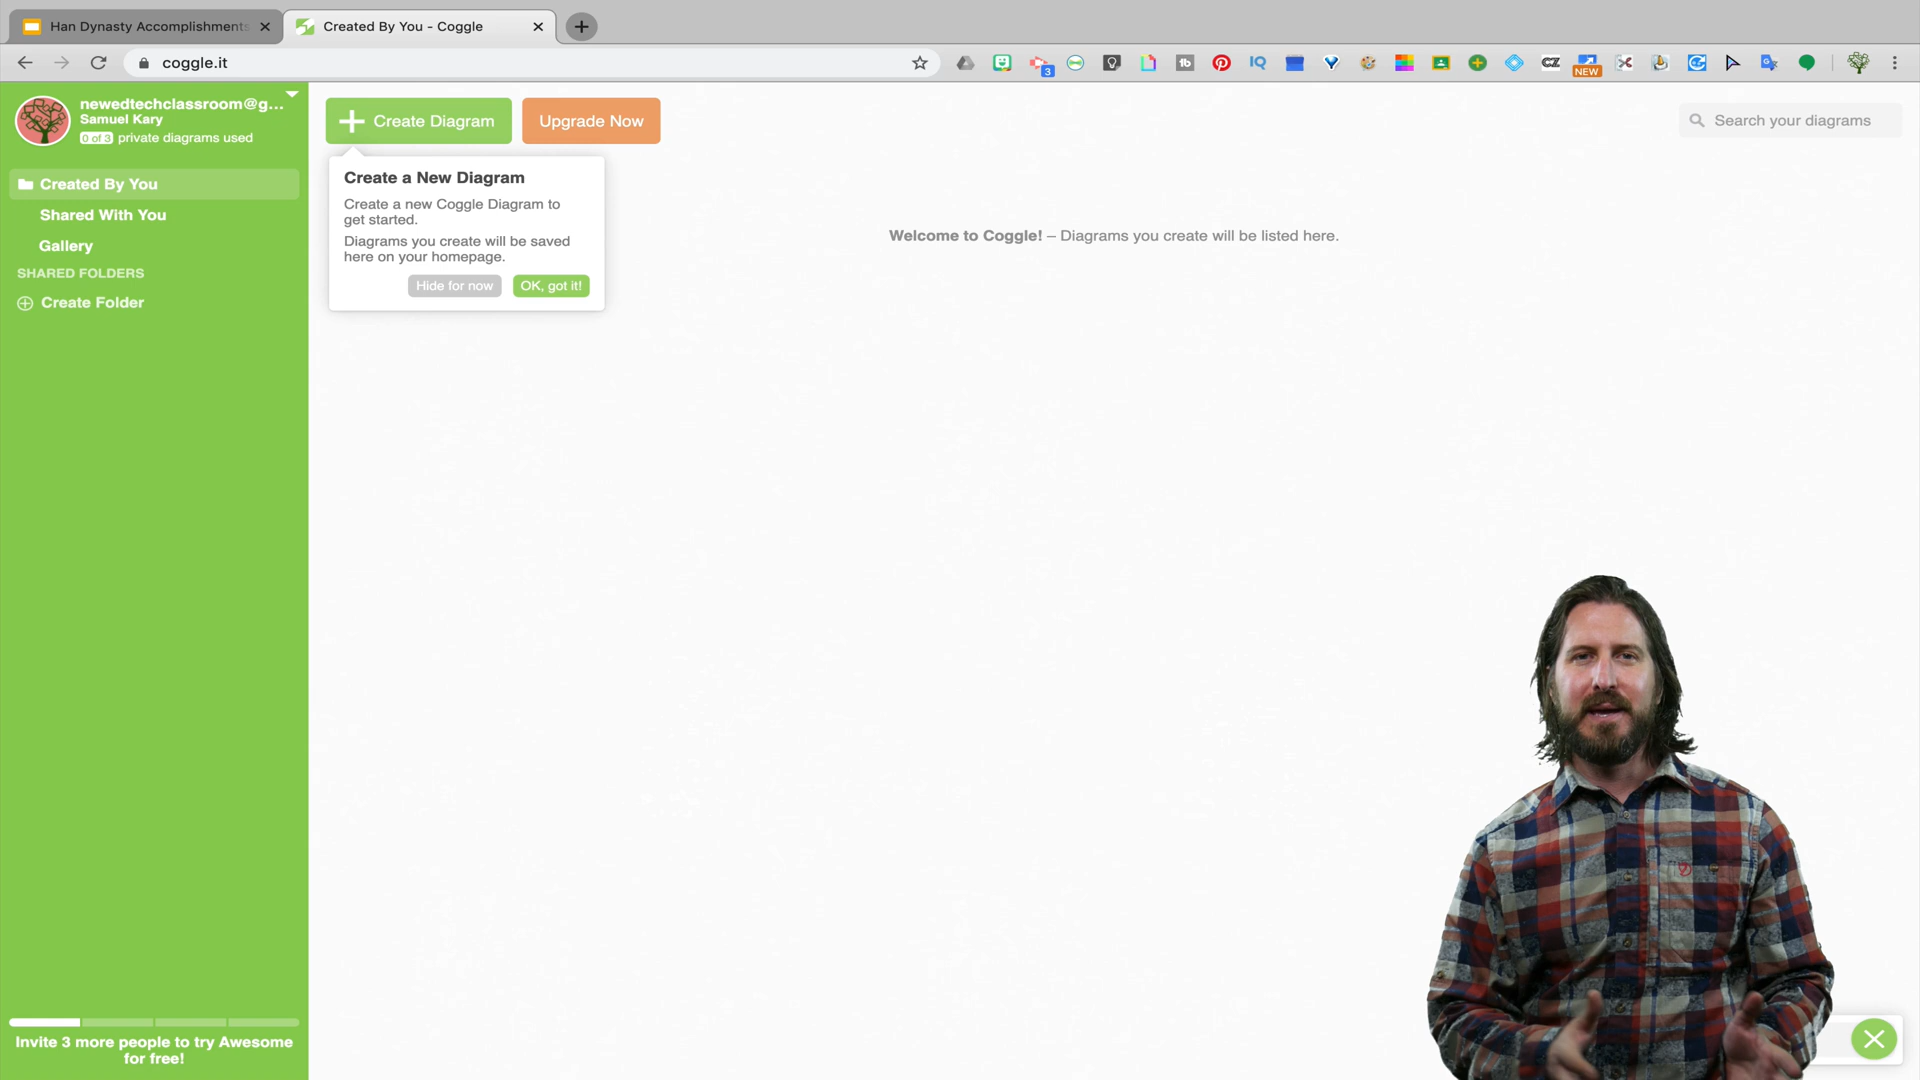 Han Dynasty Accomplishments
Created By You - Coggle
coggle.it
3
tb
IQ
CZ
NEW
newedtechclassroom@g...
Samuel Kary
0 of 3 private diagrams used
Create Diagram
Upgrade Now
Search your diagrams
Created By You
Shared With You
Gallery
SHARED FOLDERS
Create Folder
Create a New Diagram
Create a new Coggle Diagram to
get started.
Diagrams you create will be saved
here on your homepage.
Hide for now
OK, got it!
Welcome to Coggle! – Diagrams you create will be listed here.
Invite 3 more people to try Awesome
for free!